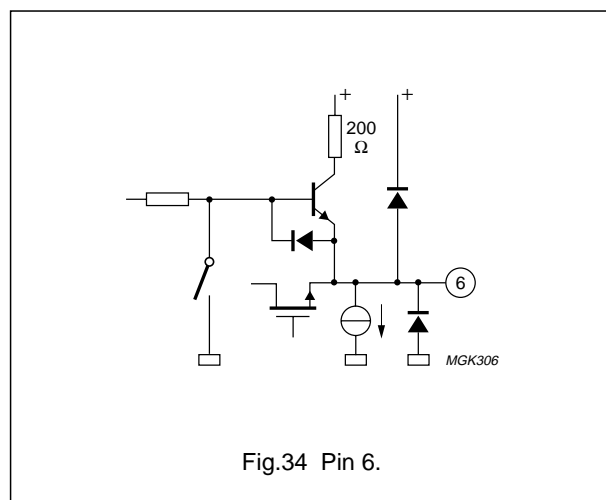 + +
200
Ω
6
MGK306
Fig.34 Pin 6.